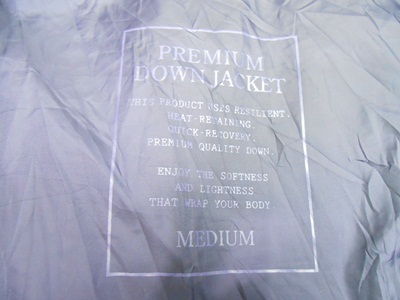 PREMIUM
DOWN JACKET
THIS PRODUCT USES RESILIENT.
HEAT-RETAINING.
QUICK-RECOVERY.
PREMIUM QUALITY DOWN.
ENJOY THE SOFTNESS
AND LIGHTNESS
THAT WRAP YOUR BODY
MEDIUM